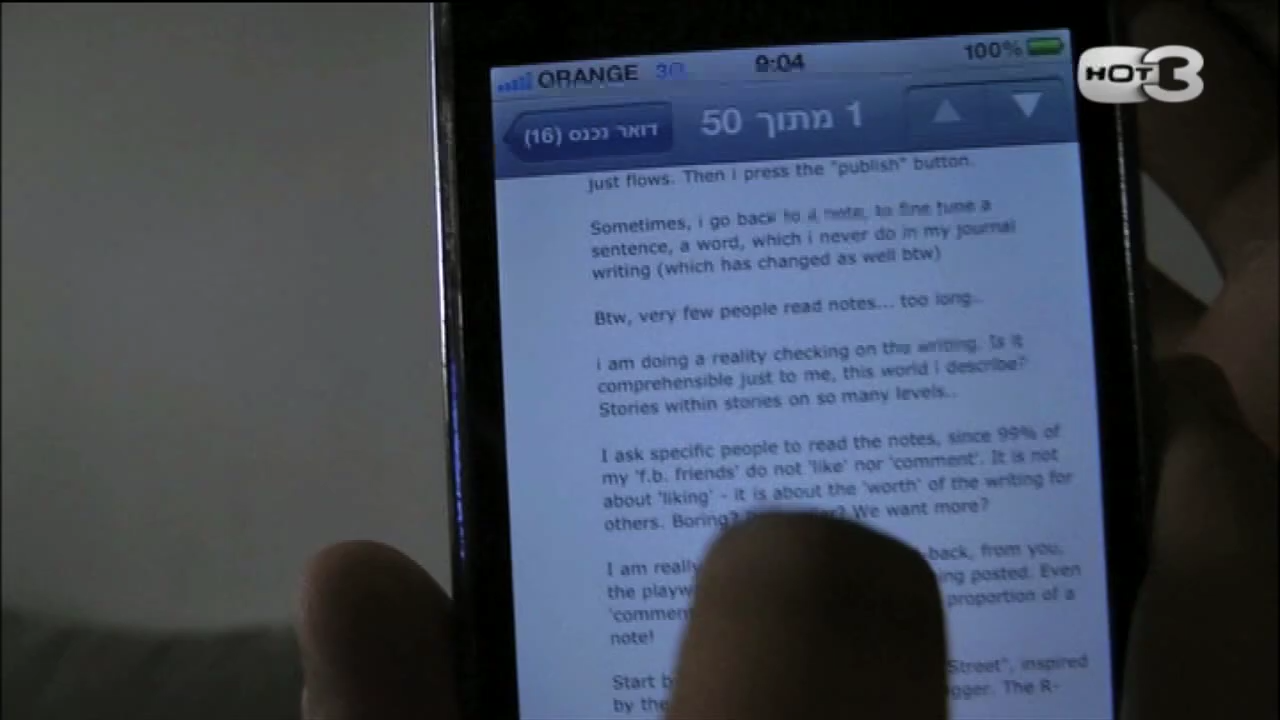 ORANGE 3G 9:04 100%
HOT3
דואר נכנס (16) 1 מתוך 50
just flows. Then i press the "publish" button.
Sometimes, i go back to a note, to fine tune a
sentence, a word, which i never do in my journal
writing (which has changed as well btw)
Btw, very few people read notes... too long..
i am doing a reality checking on the writing. Is it
comprehensible just to me, this world i describe?
Stories within stories on so many levels..
I ask specific people to read the notes, since 99% of
my 'f.b. friends' do not 'like' nor 'comment'. It is not
about 'liking' - it is about the 'worth' of the writing for
others. Boring? We want more?
I am really back, from you,
the posted. Even
proportion of a
note!
Start Street", inspired
by the The R-